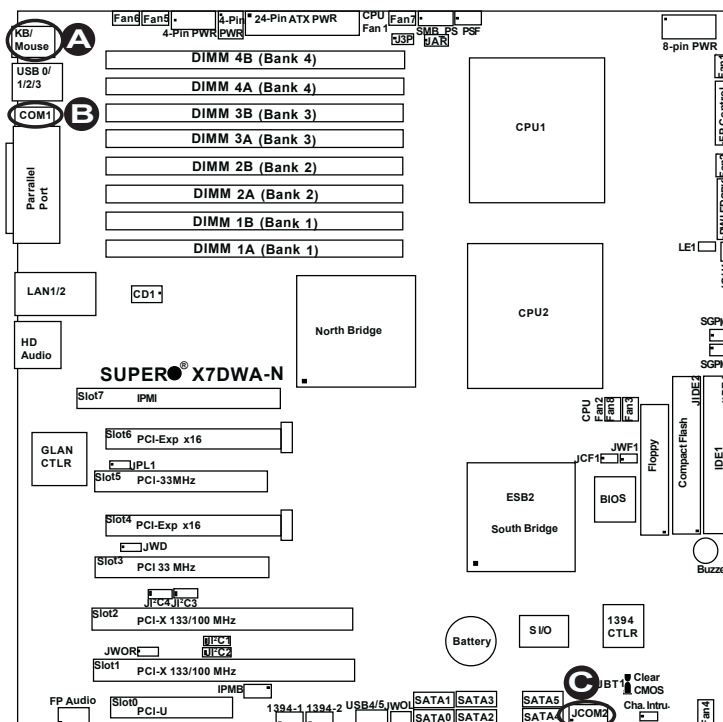 Fan6 Fan5 4-Pin PWR 4-Pin PWR 24-Pin ATX PWR CPU Fan 1 Fan7 SMB_PS PSF
J3P JAR
8-pin PWR
KB/
Mouse
A
USB 0/
1/2/3
COM1
B
Parrallel
Port
DIMM 4B (Bank 4)
DIMM 4A (Bank 4)
DIMM 3B (Bank 3)
DIMM 3A (Bank 3)
DIMM 2B (Bank 2)
DIMM 2A (Bank 2)
DIMM 1B (Bank 1)
DIMM 1A (Bank 1)
CPU1
LE1
LAN1/2
CD1
North Bridge
CPU2
HD
Audio
SUPER® X7DWA-N
Slot7 IPMI
JIDE2
CPU
Fan2
Fan8
Fan3
Slot6 PCI-Exp x16
GLAN
CTLR
JPL1
Slot5 PCI-33MHz
JWF1
JCF1
Floppy
Compact Flash
IDE1
ESB2
South Bridge
BIOS
Slot4 PCI-Exp x16
JWD
Slot3 PCI 33 MHz
JI²C4 JI²C3
Slot2 PCI-X 133/100 MHz
JI²C1
JWOR JI²C2
Slot1 PCI-X 133/100 MHz
Battery
S I/O
1394
CTLR
C
JBT1
Clear
CMOS
Cha. Intru.
IPMB
FP Audio
Slot0 PCI-U
1394-1 1394-2 USB4/5 JWOL
SATA1 SATA3 SATA5
SATA0 SATA2 SATA4
JCOM2
Fan4